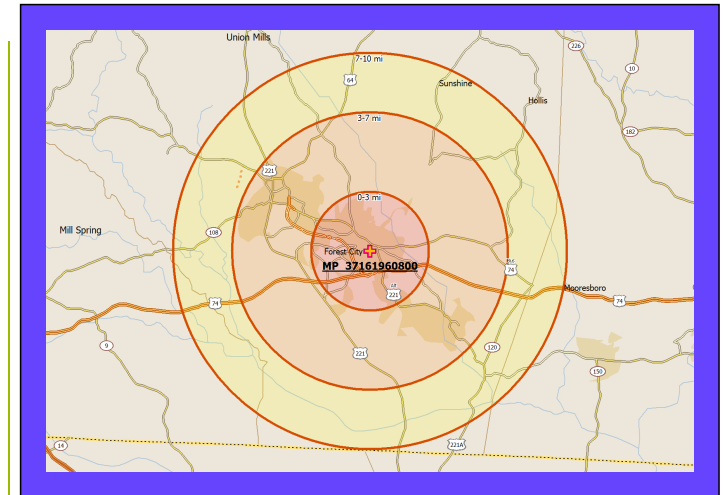 Union Mills
226
7-10 mi
10
64
Sunshine
Hollis
3-7 mi
182
221
0-3 mi
Mill Spring
108
Forest City
MP_37161960800
74
Mooresboro
221
74
74
9
120
221
150
14
221A